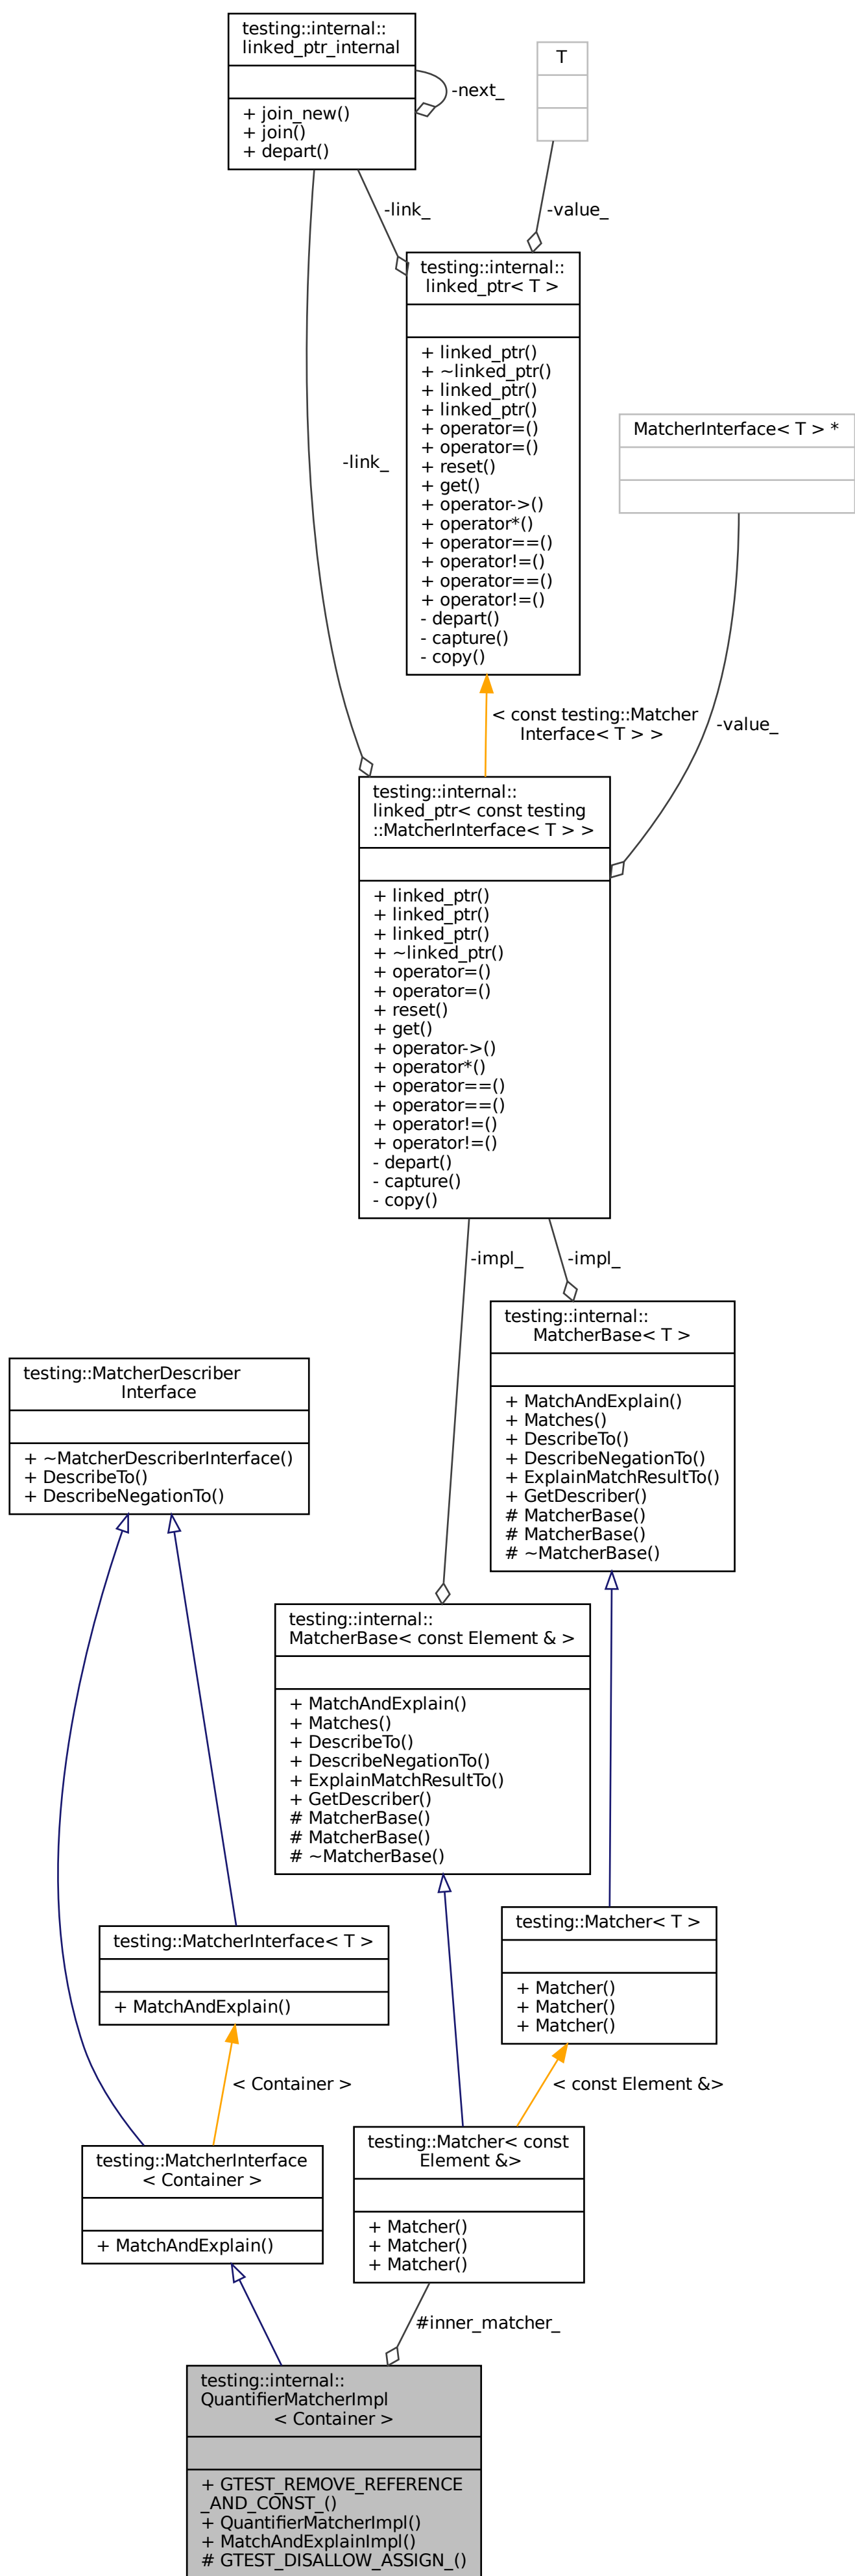 testing::internal::
linked_ptr_internal
+ join_new()
+ join()
+ depart()
-next_
T
-link_
-value_
testing::internal::
linked_ptr< T >
+ linked_ptr()
+ ~linked_ptr()
+ linked_ptr()
+ linked_ptr()
+ operator=()
+ operator=()
+ reset()
+ get()
+ operator->()
+ operator*()
+ operator==()
+ operator!=()
+ operator==()
+ operator!=()
- depart()
- capture()
- copy()
MatcherInterface< T > *
-link_
< const testing::Matcher
Interface< T > >
-value_
testing::internal::
linked_ptr< const testing
::MatcherInterface< T > >
+ linked_ptr()
+ linked_ptr()
+ linked_ptr()
+ ~linked_ptr()
+ operator=()
+ operator=()
+ reset()
+ get()
+ operator->()
+ operator*()
+ operator==()
+ operator==()
+ operator!=()
+ operator!=()
- depart()
- capture()
- copy()
-impl_
-impl_
testing::internal::
MatcherBase< T >
+ MatchAndExplain()
+ Matches()
+ DescribeTo()
+ DescribeNegationTo()
+ ExplainMatchResultTo()
+ GetDescriber()
# MatcherBase()
# MatcherBase()
# ~MatcherBase()
testing::MatcherDescriber
Interface
+ ~MatcherDescriberInterface()
+ DescribeTo()
+ DescribeNegationTo()
testing::internal::
MatcherBase< const Element & >
+ MatchAndExplain()
+ Matches()
+ DescribeTo()
+ DescribeNegationTo()
+ ExplainMatchResultTo()
+ GetDescriber()
# MatcherBase()
# MatcherBase()
# ~MatcherBase()
testing::Matcher< T >
+ Matcher()
+ Matcher()
+ Matcher()
testing::MatcherInterface< T >
+ MatchAndExplain()
< Container >
< const Element &>
testing::MatcherInterface
< Container >
+ MatchAndExplain()
testing::Matcher< const
Element &>
+ Matcher()
+ Matcher()
+ Matcher()
#inner_matcher_
testing::internal::
QuantifierMatcherImpl
< Container >
+ GTEST_REMOVE_REFERENCE
_AND_CONST_()
+ QuantifierMatcherImpl()
+ MatchAndExplainImpl()
# GTEST_DISALLOW_ASSIGN_()